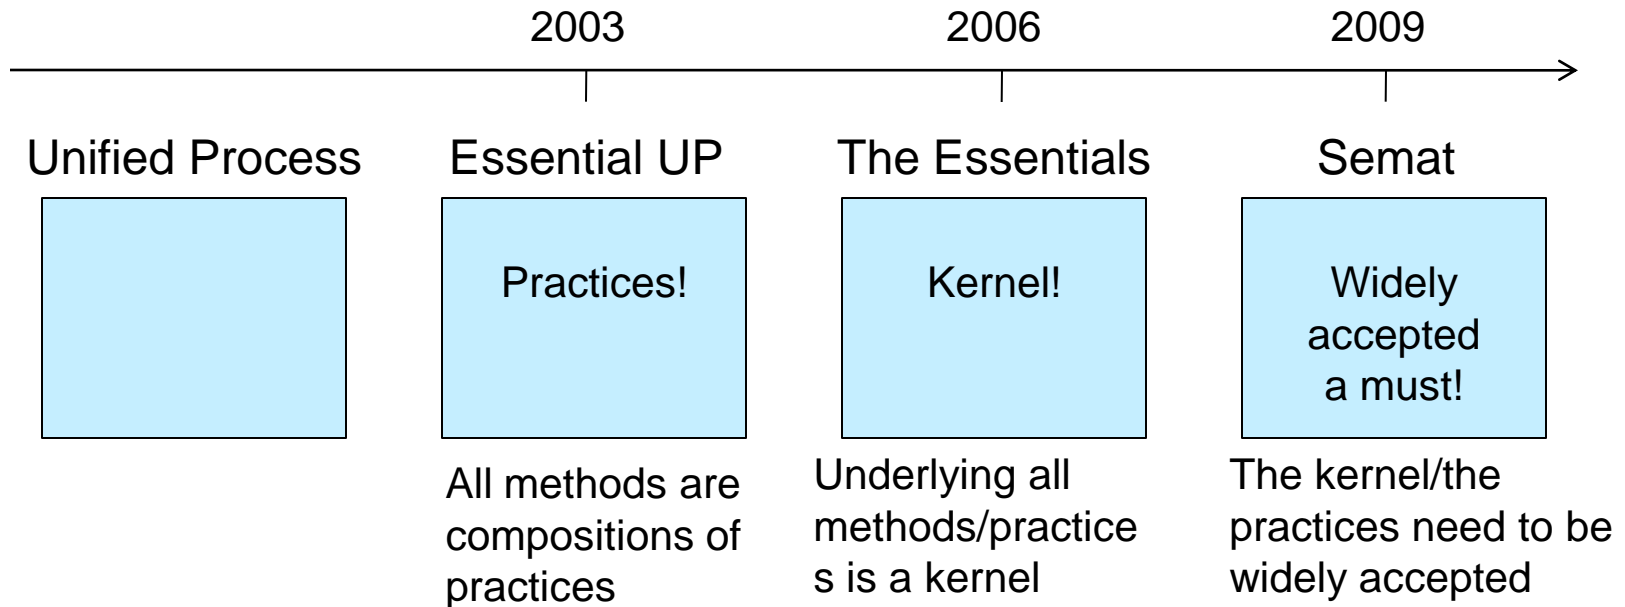 2003 2006 2009
Unified Process Essential UP The Essentials Semat
Practices!
Kernel!
Widely
accepted
a must!
All methods are
compositions of
practices
Underlying all
methods/practice
s is a kernel
The kernel/the
practices need to be
widely accepted